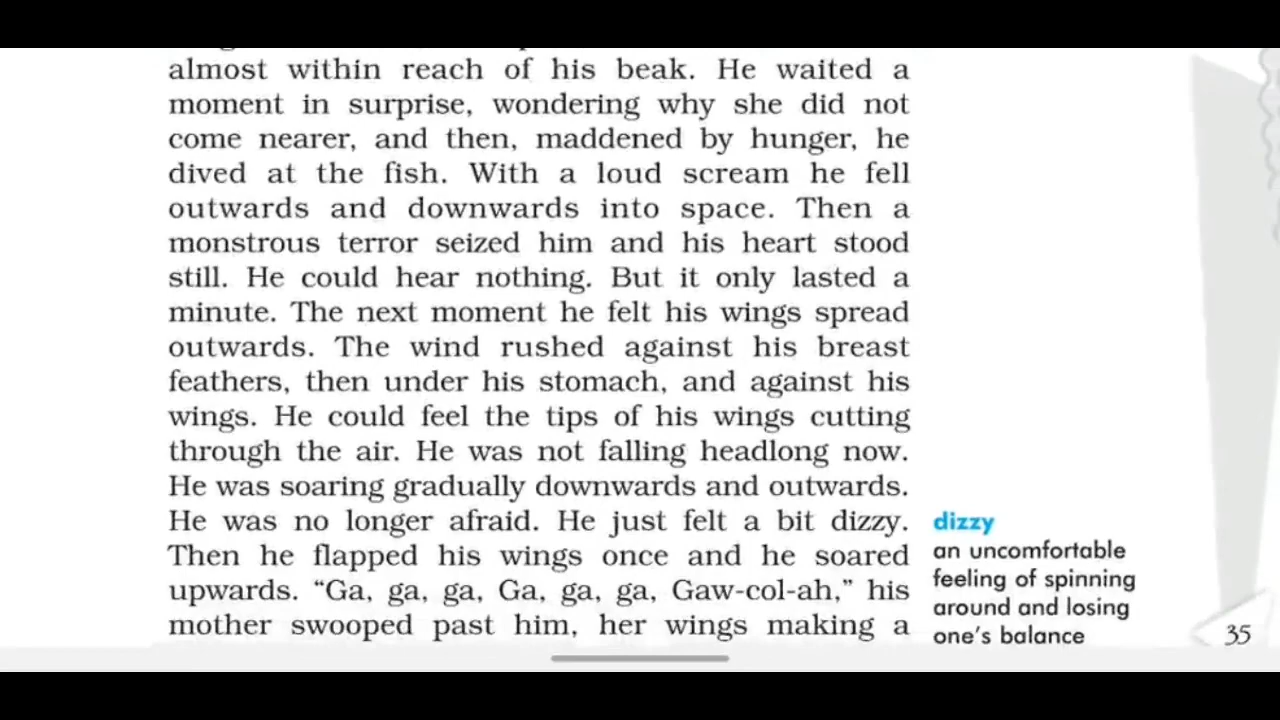 almost within reach of his beak. He waited a
moment in surprise, wondering why she did not
come nearer, and then, maddened by hunger, he
dived at the fish. With a loud scream he fell
outwards and downwards into space. Then a
monstrous terror seized him and his heart stood
still. He could hear nothing. But it only lasted a
minute. The next moment he felt his wings spread
outwards. The wind rushed against his breast
feathers, then under his stomach, and against his
wings. He could feel the tips of his wings cutting
through the air. He was not falling headlong now.
He was soaring gradually downwards and outwards.
He was no longer afraid. He just felt a bit dizzy.
Then he flapped his wings once and he soared
upwards. “Ga, ga, ga, Ga, ga, ga, Gaw-col-ah,” his
mother swooped past him, her wings making a
dizzy
an uncomfortable
feeling of spinning
around and losing
one’s balance
35